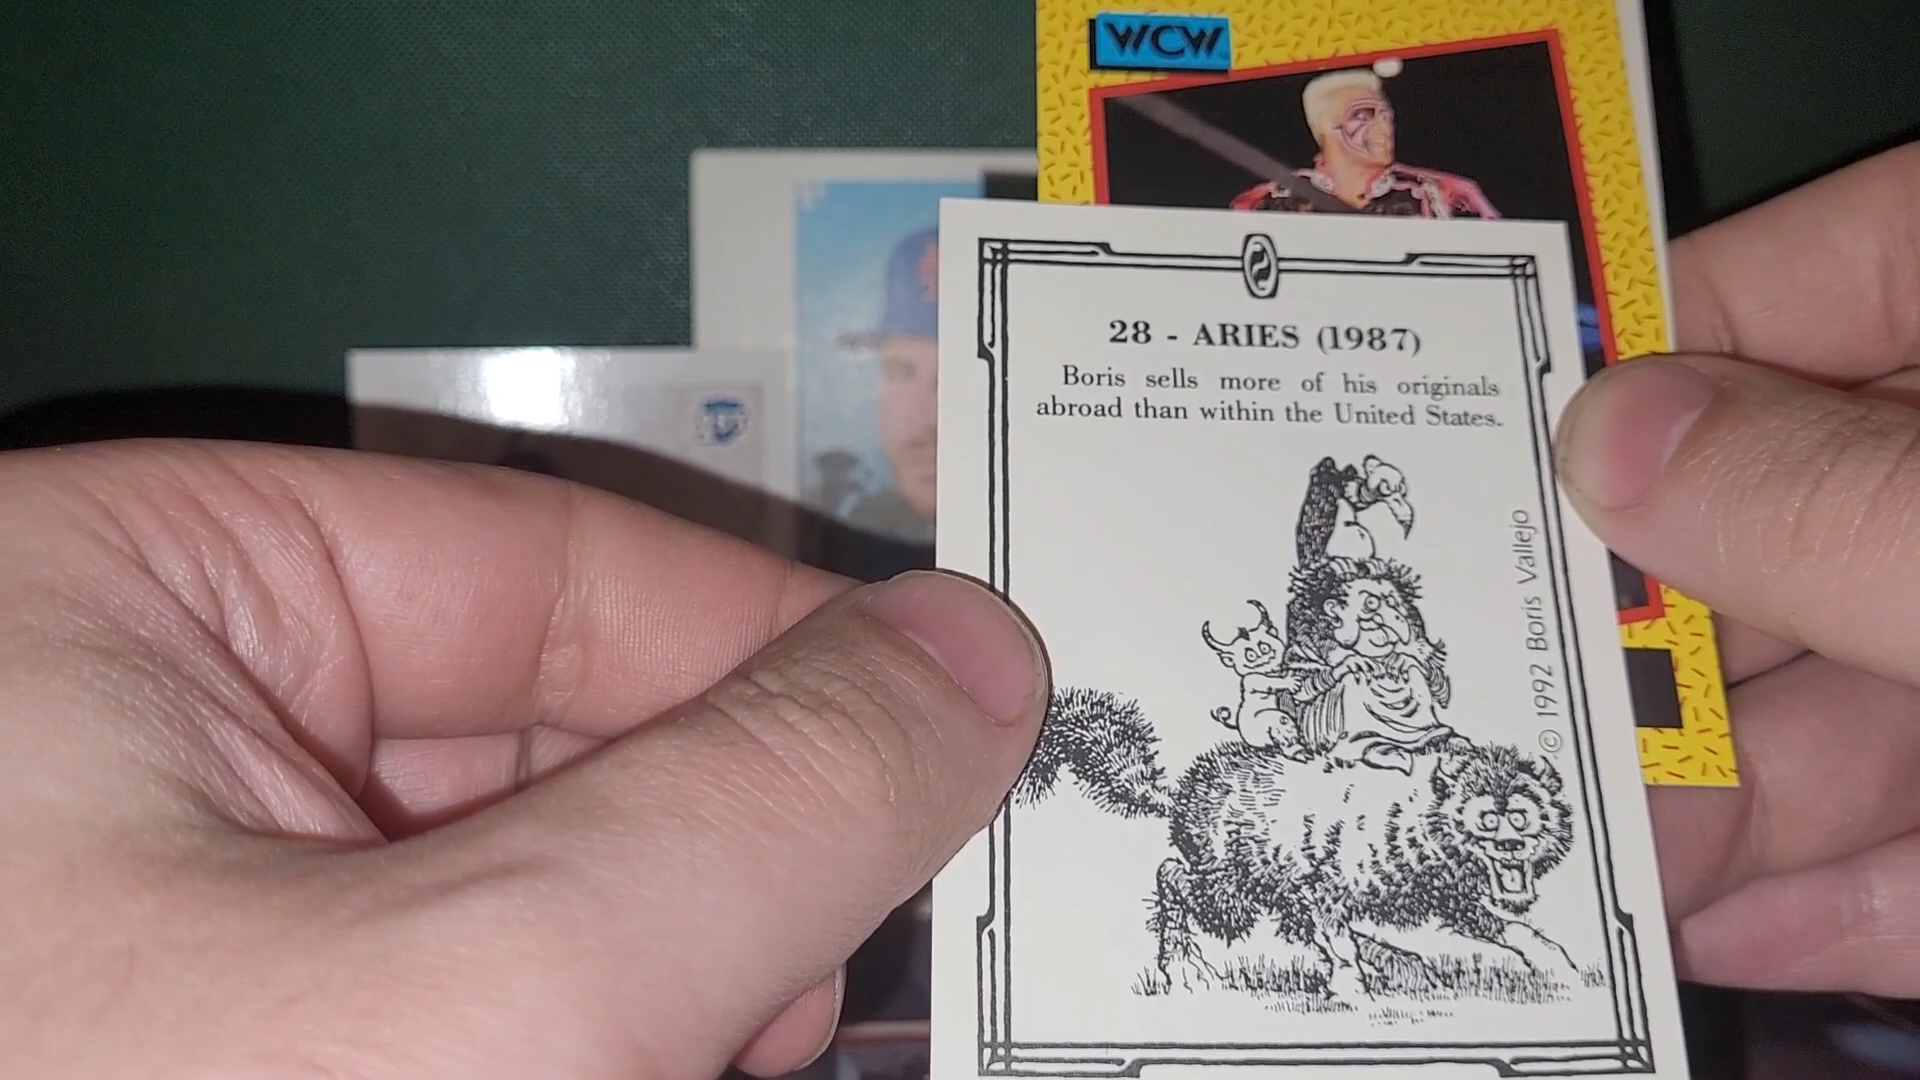 WCW
28 - ARIES (1987)
Boris sells more of his originals
abroad than within the United States.
© 1992 Boris Vallejo